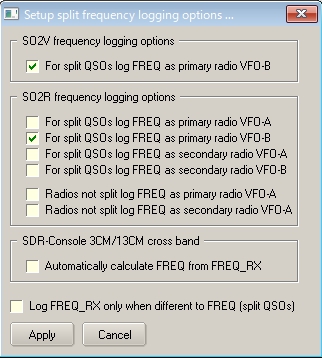 Setup split frequency logging options ...
SO2V frequency logging options
For split QSOs log FREQ as primary radio VFO-B
SO2R frequency logging options
For split QSOs log FREQ as primary radio VFO-A
For split QSOs log FREQ as primary radio VFO-B
For split QSOs log FREQ as secondary radio VFO-A
For split QSOs log FREQ as secondary radio VFO-B
Radios not split log FREQ as primary radio VFO-A
Radios not split log FREQ as secondary radio VFO-A
SDR-Console 3CM/13CM cross band
Automatically calculate FREQ from FREQ_RX
Log FREQ_RX only when different to FREQ (split QSOs)
Apply Cancel